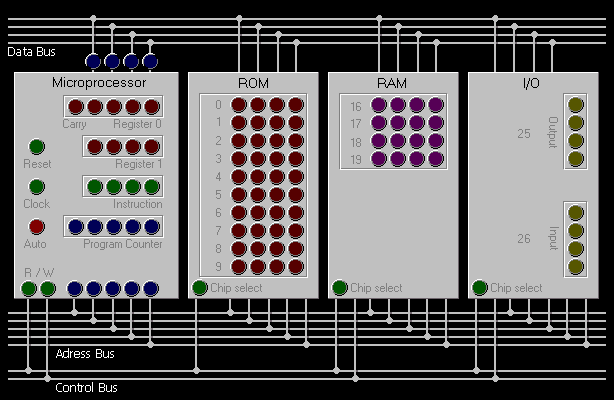 Data Bus
Microprocessor
Carry Register 0
Register 1
Reset
Instruction
Clock
Program Counter
Auto
R / W
ROM
0
1
2
3
4
5
6
7
8
9
Chip select
RAM
16
17
18
19
Chip select
I/O
25
Output
26
Input
Chip select
Adress Bus
Control Bus